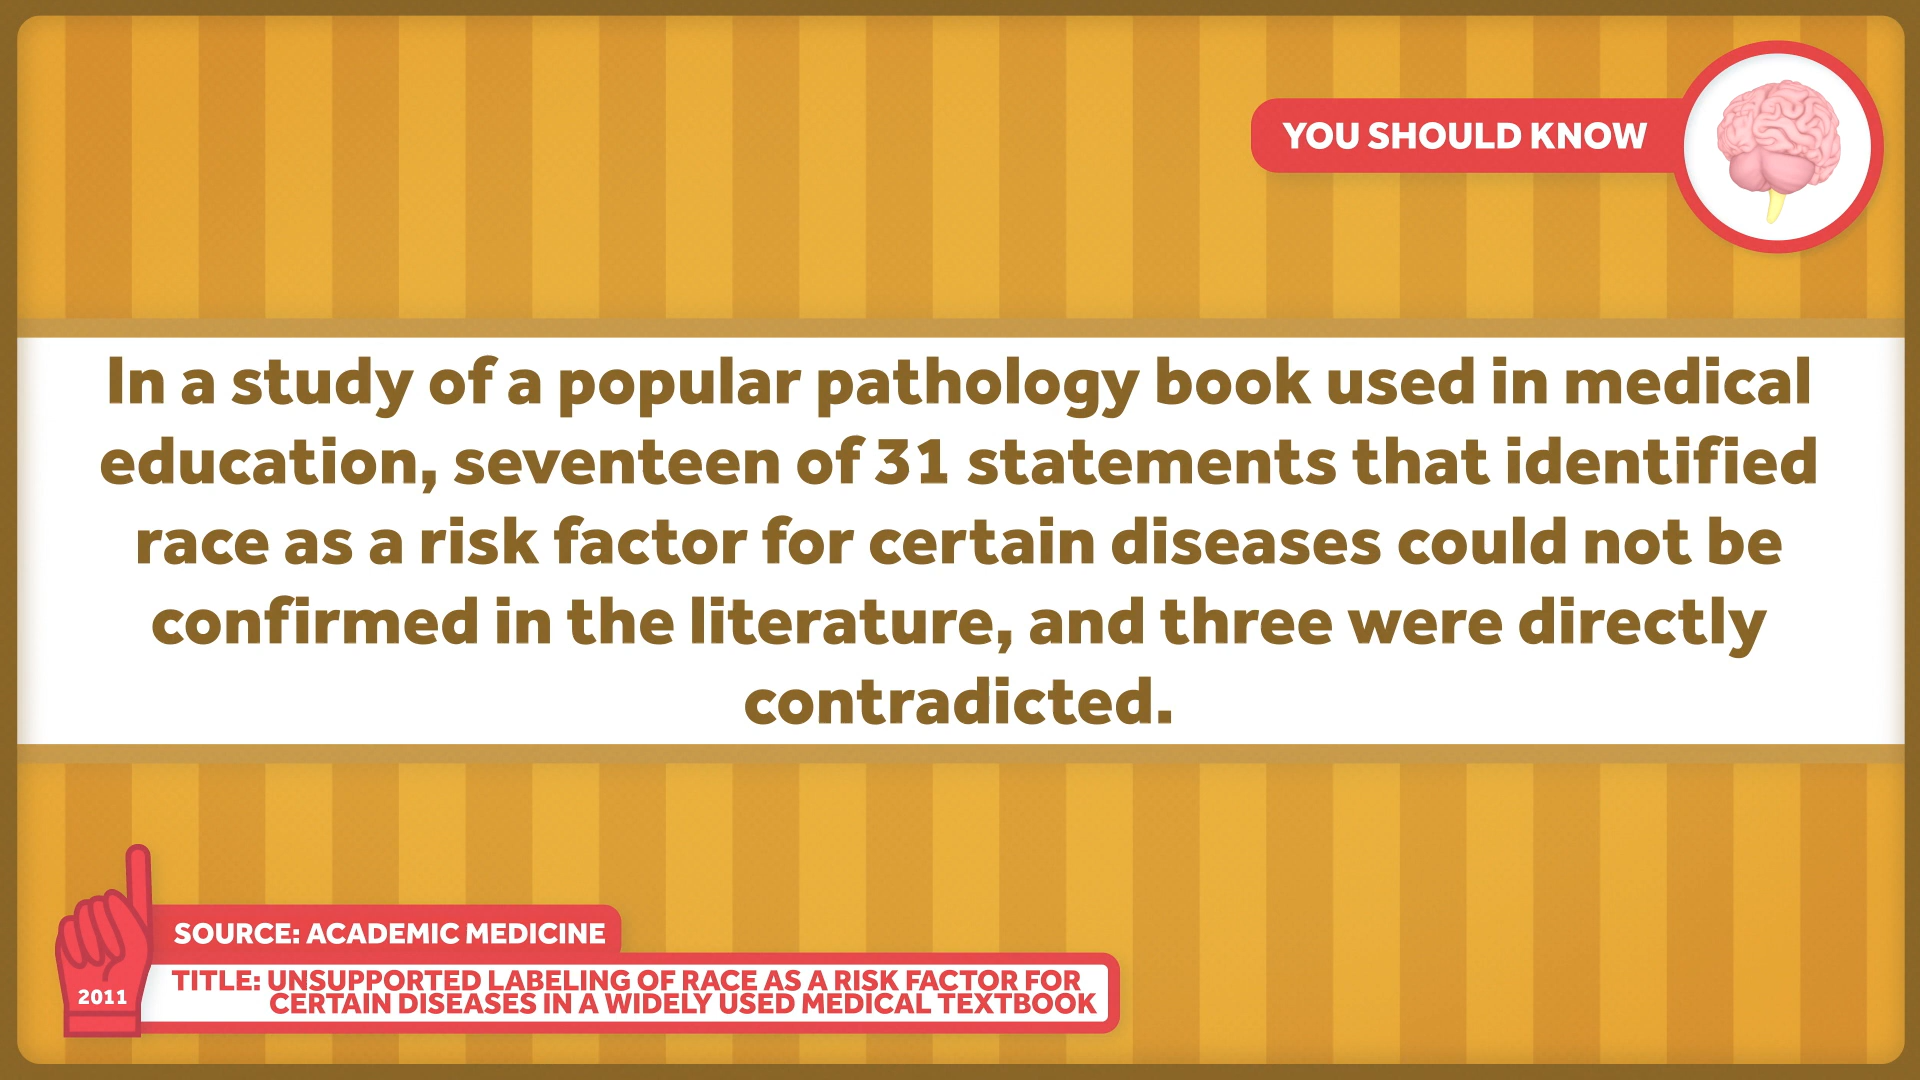 YOU SHOULD KNOW
In a study of a popular pathology book used in medical
education, seventeen of 31 statements that identified
race as a risk factor for certain diseases could not be
confirmed in the literature, and three were directly
contradicted.
SOURCE: ACADEMIC MEDICINE
TITLE: UNSUPPORTED LABELING OF RACE AS A RISK FACTOR FOR
CERTAIN DISEASES IN A WIDELY USED MEDICAL TEXTBOOK
2011